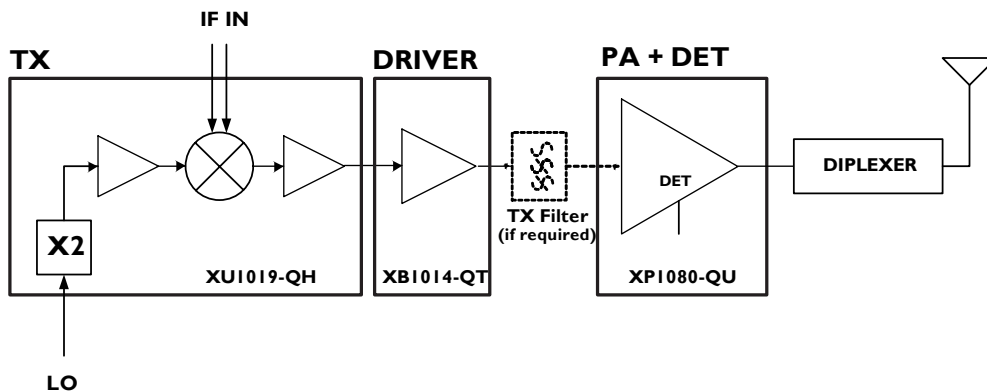 IF IN
TX
DRIVER
PA + DET
DIPLEXER
DET
TX Filter
(if required)
X2
XU1019-QH
XB1014-QT
XP1080-QU
LO